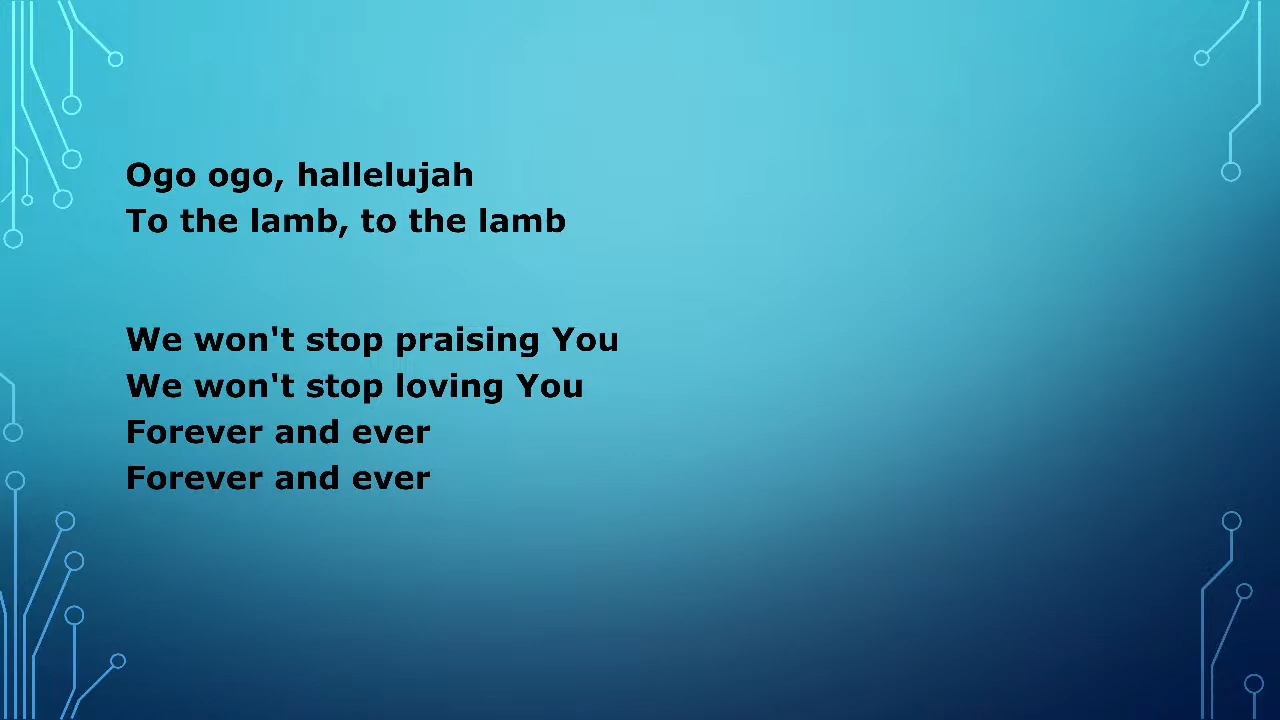 Ogo ogo, hallelujah
To the lamb, to the lamb
We won't stop praising You
We won't stop loving You
Forever and ever
Forever and ever